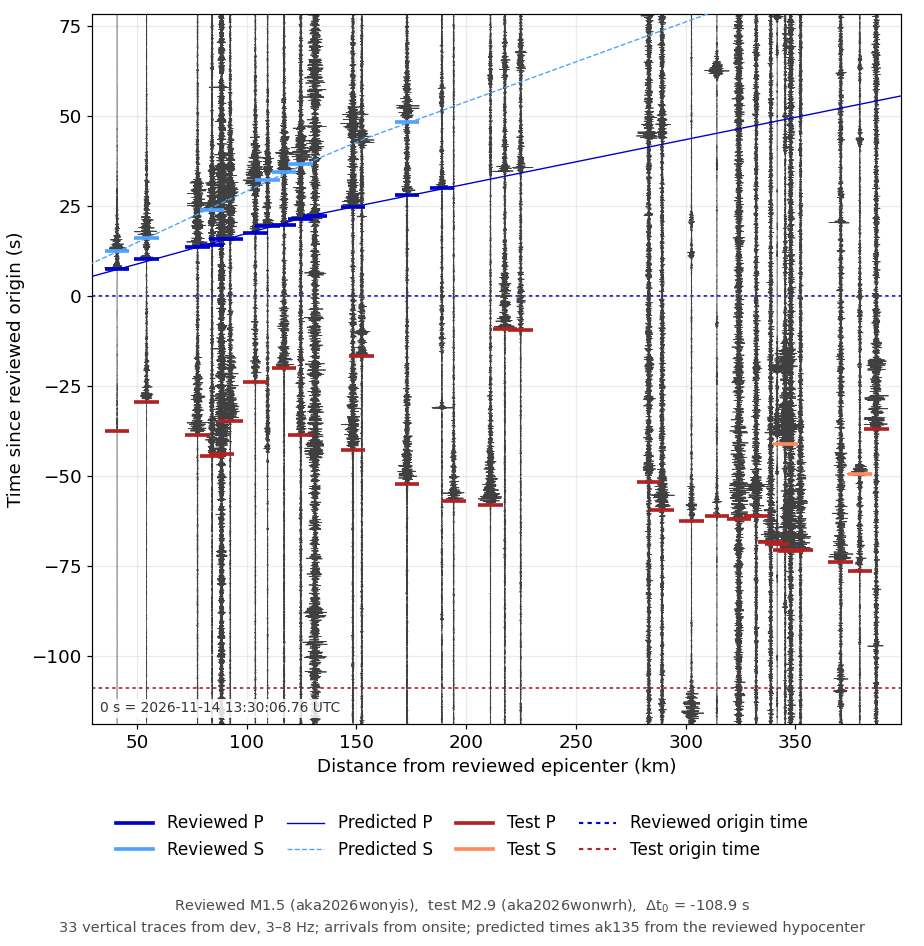 75
50
25
0
−25
−50
−75
−100
Time since reviewed origin (s)
0 s = 2026-11-14 13:30:06.76 UTC
50 100 150 200 250 300 350
Distance from reviewed epicenter (km)
Reviewed P Predicted P Test P Reviewed origin time
Reviewed S Predicted S Test S Test origin time
Reviewed M1.5 (aka2026wonyis), test M2.9 (aka2026wonwrh), Δt₀ = -108.9 s
33 vertical traces from dev, 3–8 Hz; arrivals from onsite; predicted times ak135 from the reviewed hypocenter